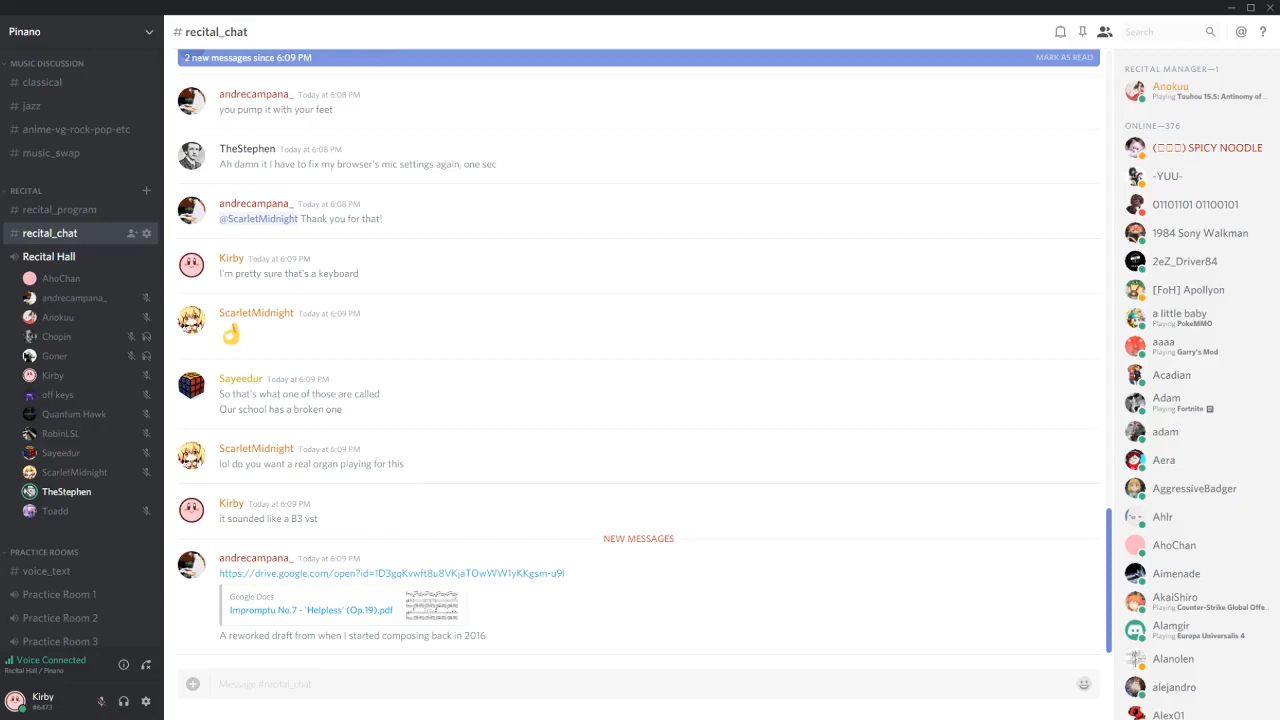 Pinano
MUSIC DISCUSSION
# classical
# jazz
# anime-vg-rock-pop-etc
# music_swap
RECITAL
# recital_program
# recital_chat
Recital Hall
AhoChan
andrecampana_
Anokuu
Chopin
Goner
Kirby
off keys
Quantum Hawk
RobinLSL
Sayeedur
ScarletMidnight
TheStephen
Toadd
PRACTICE ROOMS
# voice_text
Practice Room 1
Practice Room 2
Practice Room 3
Voice Connected
Recital Hall / Pinano
Kirby
#6473
# recital_chat
Search
2 new messages since 6:09 PM
MARK AS READ
andrecampana_ Today at 6:08 PM
you pump it with your feet
TheStephen Today at 6:08 PM
Ah damn it I have to fix my browser's mic settings again, one sec
andrecampana_ Today at 6:08 PM
@ScarletMidnight Thank you for that!
Kirby Today at 6:09 PM
I'm pretty sure that's a keyboard
ScarletMidnight Today at 6:09 PM
👌
Sayeedur Today at 6:09 PM
So that's what one of those are called
Our school has a broken one
ScarletMidnight Today at 6:09 PM
lol do you want a real organ playing for this
Kirby Today at 6:09 PM
it sounded like a B3 vst
NEW MESSAGES
andrecampana_ Today at 6:09 PM
https://drive.google.com/open?id=1D3gqKvwft8u8VKjaTOwWW1yKKgsm-u9I
Google Docs
Impromptu No.7 - 'Helpless' (Op.19).pdf
A reworked draft from when I started composing back in 2016
Message #recital_chat
RECITAL MANAGER—1
Anokuu
Playing Touhou 15.5: Antinomy of ...
ONLINE—376
(▯▯▯) SPICY NOODLE
-YUU-
01101101 01100101
1984 Sony Walkman
2eZ_Driver84
[FoH] Apollyon
a little baby
Playing PokeMMO
aaaa
Playing Garry's Mod
Acadian
Adam
Playing Fortnite
adam
Aera
AggressiveBadger
Ahlr
AhoChan
Aimenade
AkaiShiro
Playing Counter-Strike Global Offe...
Alamgir
Playing Europa Universalis 4
Alanolen
alejandro
Alex01